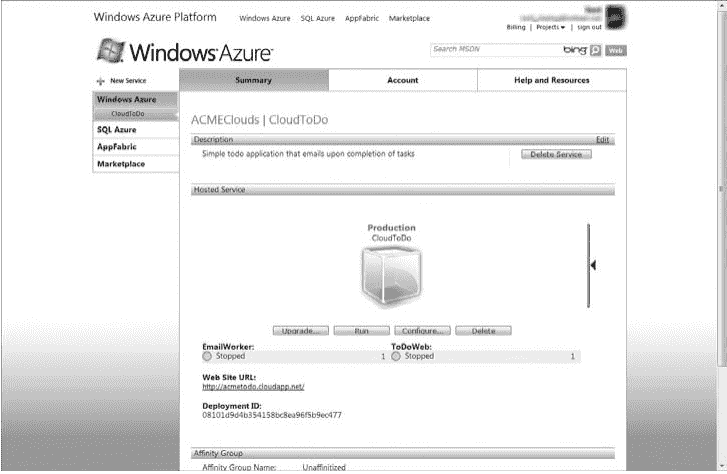 Windows Azure Platform
Windows Azure SQL Azure AppFabric Marketplace
Billing | Projects | sign out
Windows Azure
Search MSDN bing Web
New Service
Summary Account Help and Resources
Windows Azure
CloudToDo
SQL Azure
AppFabric
Marketplace
ACMEClouds | CloudToDo
Description Edit
Simple todo application that emails upon completion of tasks
Delete Service
Hosted Service
Production
CloudToDo
Upgrade... Run Configure... Delete
EmailWorker: ToDoWeb:
Stopped 1 Stopped 1
Web Site URL:
http://acmetodo.cloudapp.net/
Deployment ID:
08101d9d4b354158bc8ea96f5b9ec477
Affinity Group
Affinity Group Name: Unaffinitized